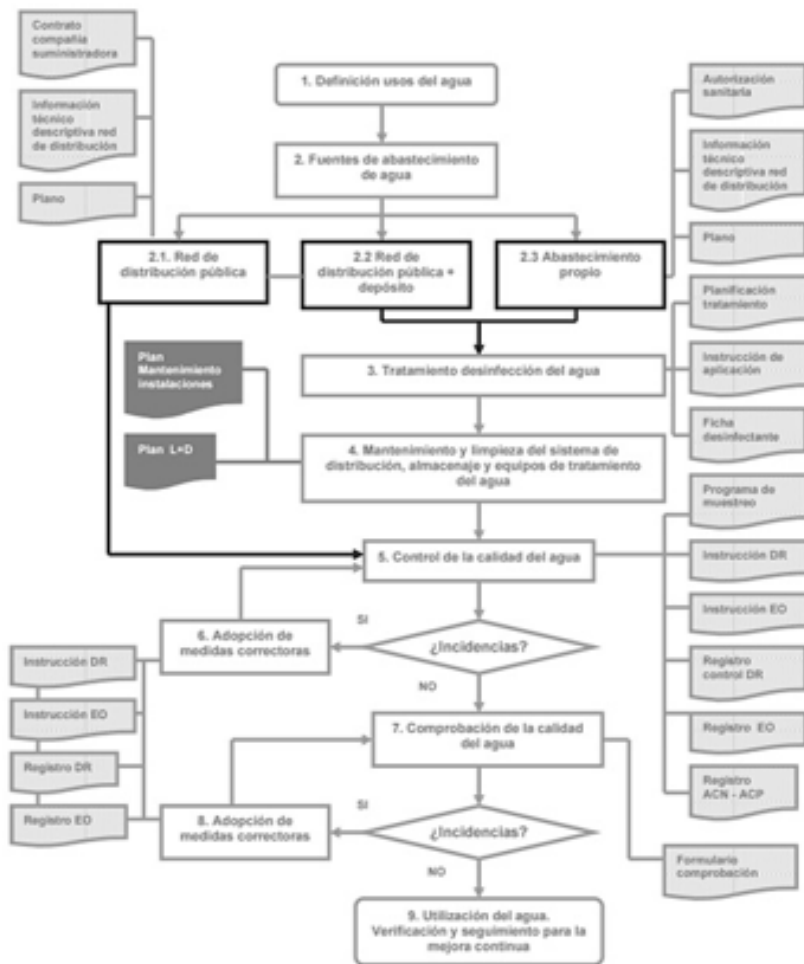 Contrato
compañía
suministradora
Información
técnico
descriptiva red
de distribución
Plano
1. Definición usos del agua
2. Fuentes de abastecimiento
de agua
Autorización
sanitaria
Información
técnico
descriptiva red
de distribución
Plano
2.1. Red de
distribución pública
2.2 Red de
distribución pública +
depósito
2.3 Abastecimiento
propio
Planificación
tratamiento
Instrucción de
aplicación
Ficha
desinfectante
Plan
Mantenimiento
instalaciones
Plan L+D
3. Tratamiento desinfección del agua
4. Mantenimiento y limpieza del sistema de
distribución, almacenaje y equipos de tratamiento
del agua
Programa de
muestreo
Instrucción DR
Instrucción EO
Registro
control DR
Registro EO
Registro
ACN - ACP
5. Control de la calidad del agua
SI
¿Incidencias?
NO
6. Adopción de
medidas correctoras
Instrucción DR
Instrucción EO
Registro DR
Registro EO
7. Comprobación de la calidad
del agua
SI
¿Incidencias?
NO
8. Adopción de
medidas correctoras
Formulario
comprobación
9. Utilización del agua.
Verificación y seguimiento para la
mejora continua